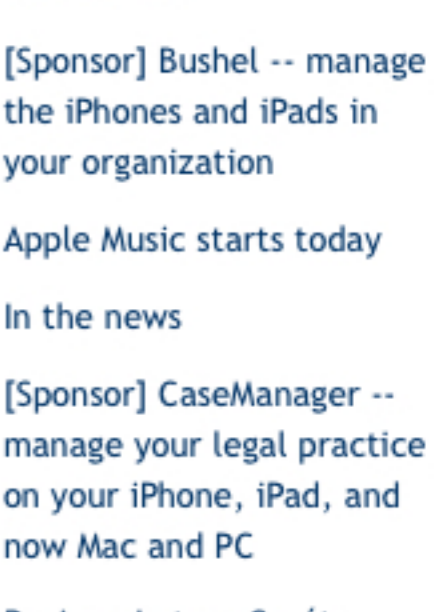 [Sponsor] Bushel -- manage
the iPhones and iPads in
your organization
Apple Music starts today
In the news
[Sponsor] CaseManager --
manage your legal practice
on your iPhone, iPad, and
now Mac and PC